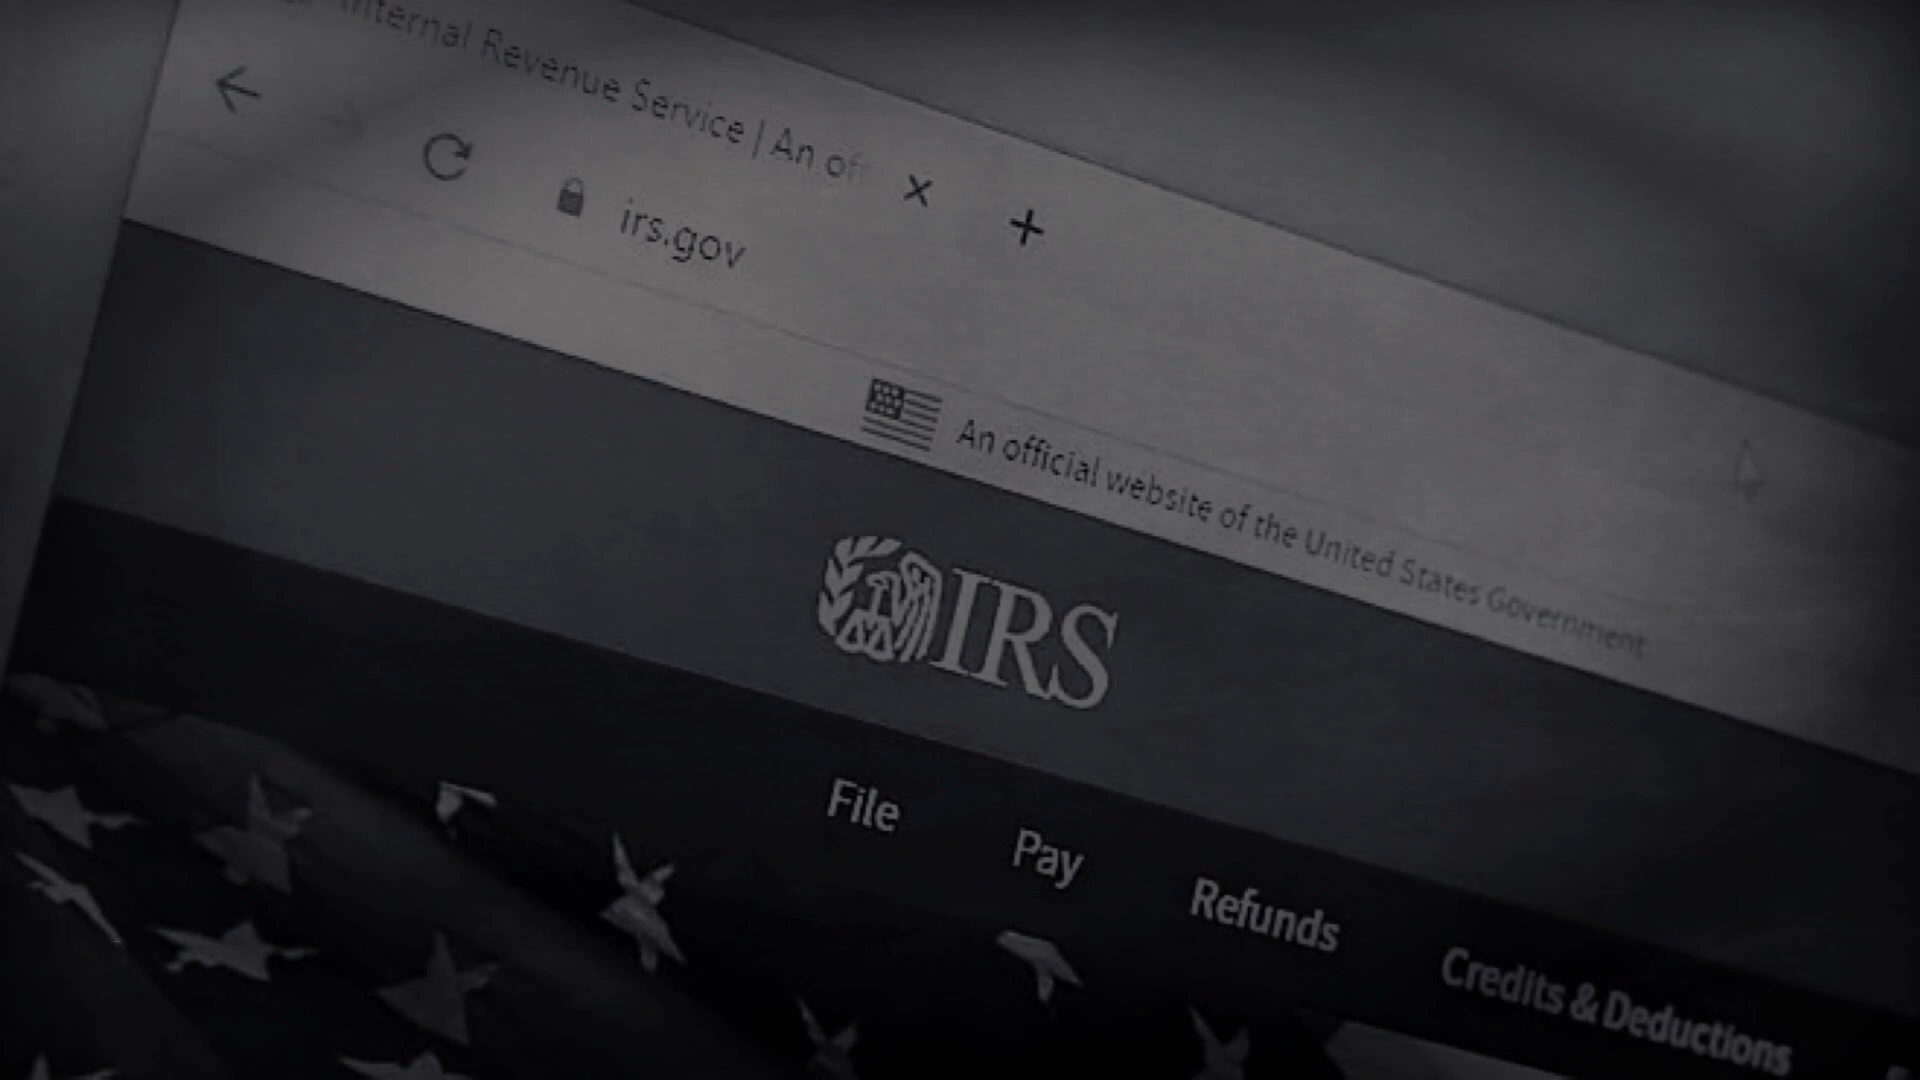 Internal Revenue Service | An of
irs.gov
An official website of the United States Government
IRS
File
Pay
Refunds
Credits & Deductions